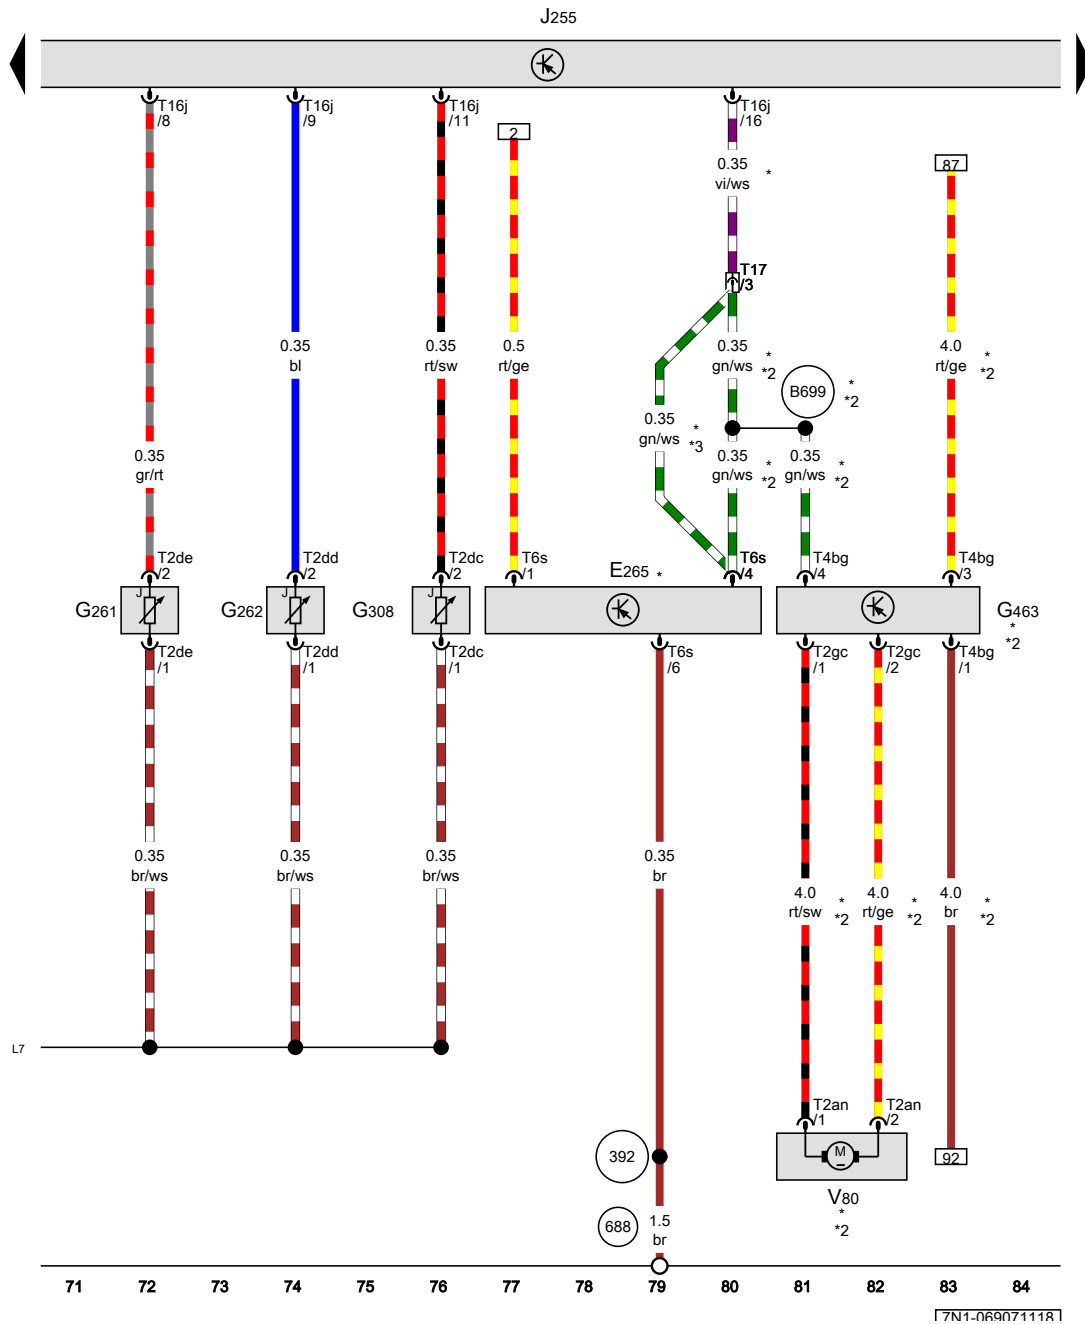 J255
T16j
/8
T16j
/9
T16j
/11
T16j
/16
2
87
0.35
vi/ws *
T17
/3
0.35
bl
0.35
rt/sw
0.5
rt/ge
0.35
gn/ws *
*2
4.0
rt/ge *
*2
B699 *
*2
0.35
gn/ws *
*3
0.35
gr/rt
0.35
gn/ws *
*2
0.35
gn/ws *
*2
T2de
/2
T2dd
/2
T2dc
/2
T6s
/1
E265 *
T6s
/4
T4bg
/4
T4bg
/3
G261
J
G262
J
G308
J
G463
*
*2
T2de
/1
T2dd
/1
T2dc
/1
T6s
/6
T2gc
/1
T2gc
/2
T4bg
/1
0.35
br/ws
0.35
br/ws
0.35
br/ws
0.35
br
4.0
rt/sw *
*2
4.0
rt/ge *
*2
4.0
br *
*2
L7
T2an
/1
T2an
/2
392
M
92
V80
*
*2
688
1.5
br
71 72 73 74 75 76 77 78 79 80 81 82 83 84
7N1-069071118